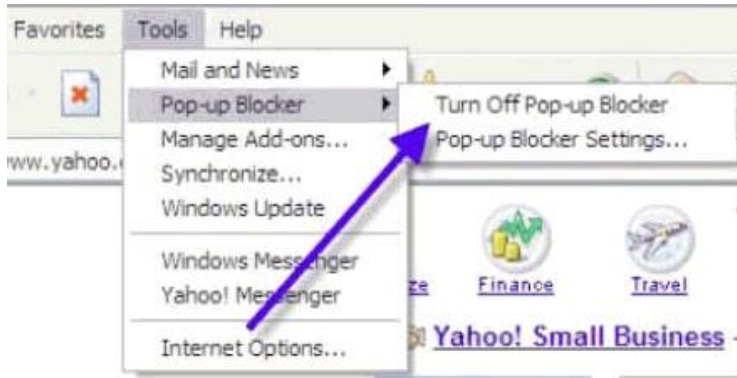 Favorites Tools Help
Mail and News
Pop-up Blocker
Turn Off Pop-up Blocker
Manage Add-ons...
Pop-up Blocker Settings...
www.yahoo.
Synchronize...
Windows Update
Windows Messenger
Yahoo! Messenger
Finance
Travel
Internet Options...
Yahoo! Small Business